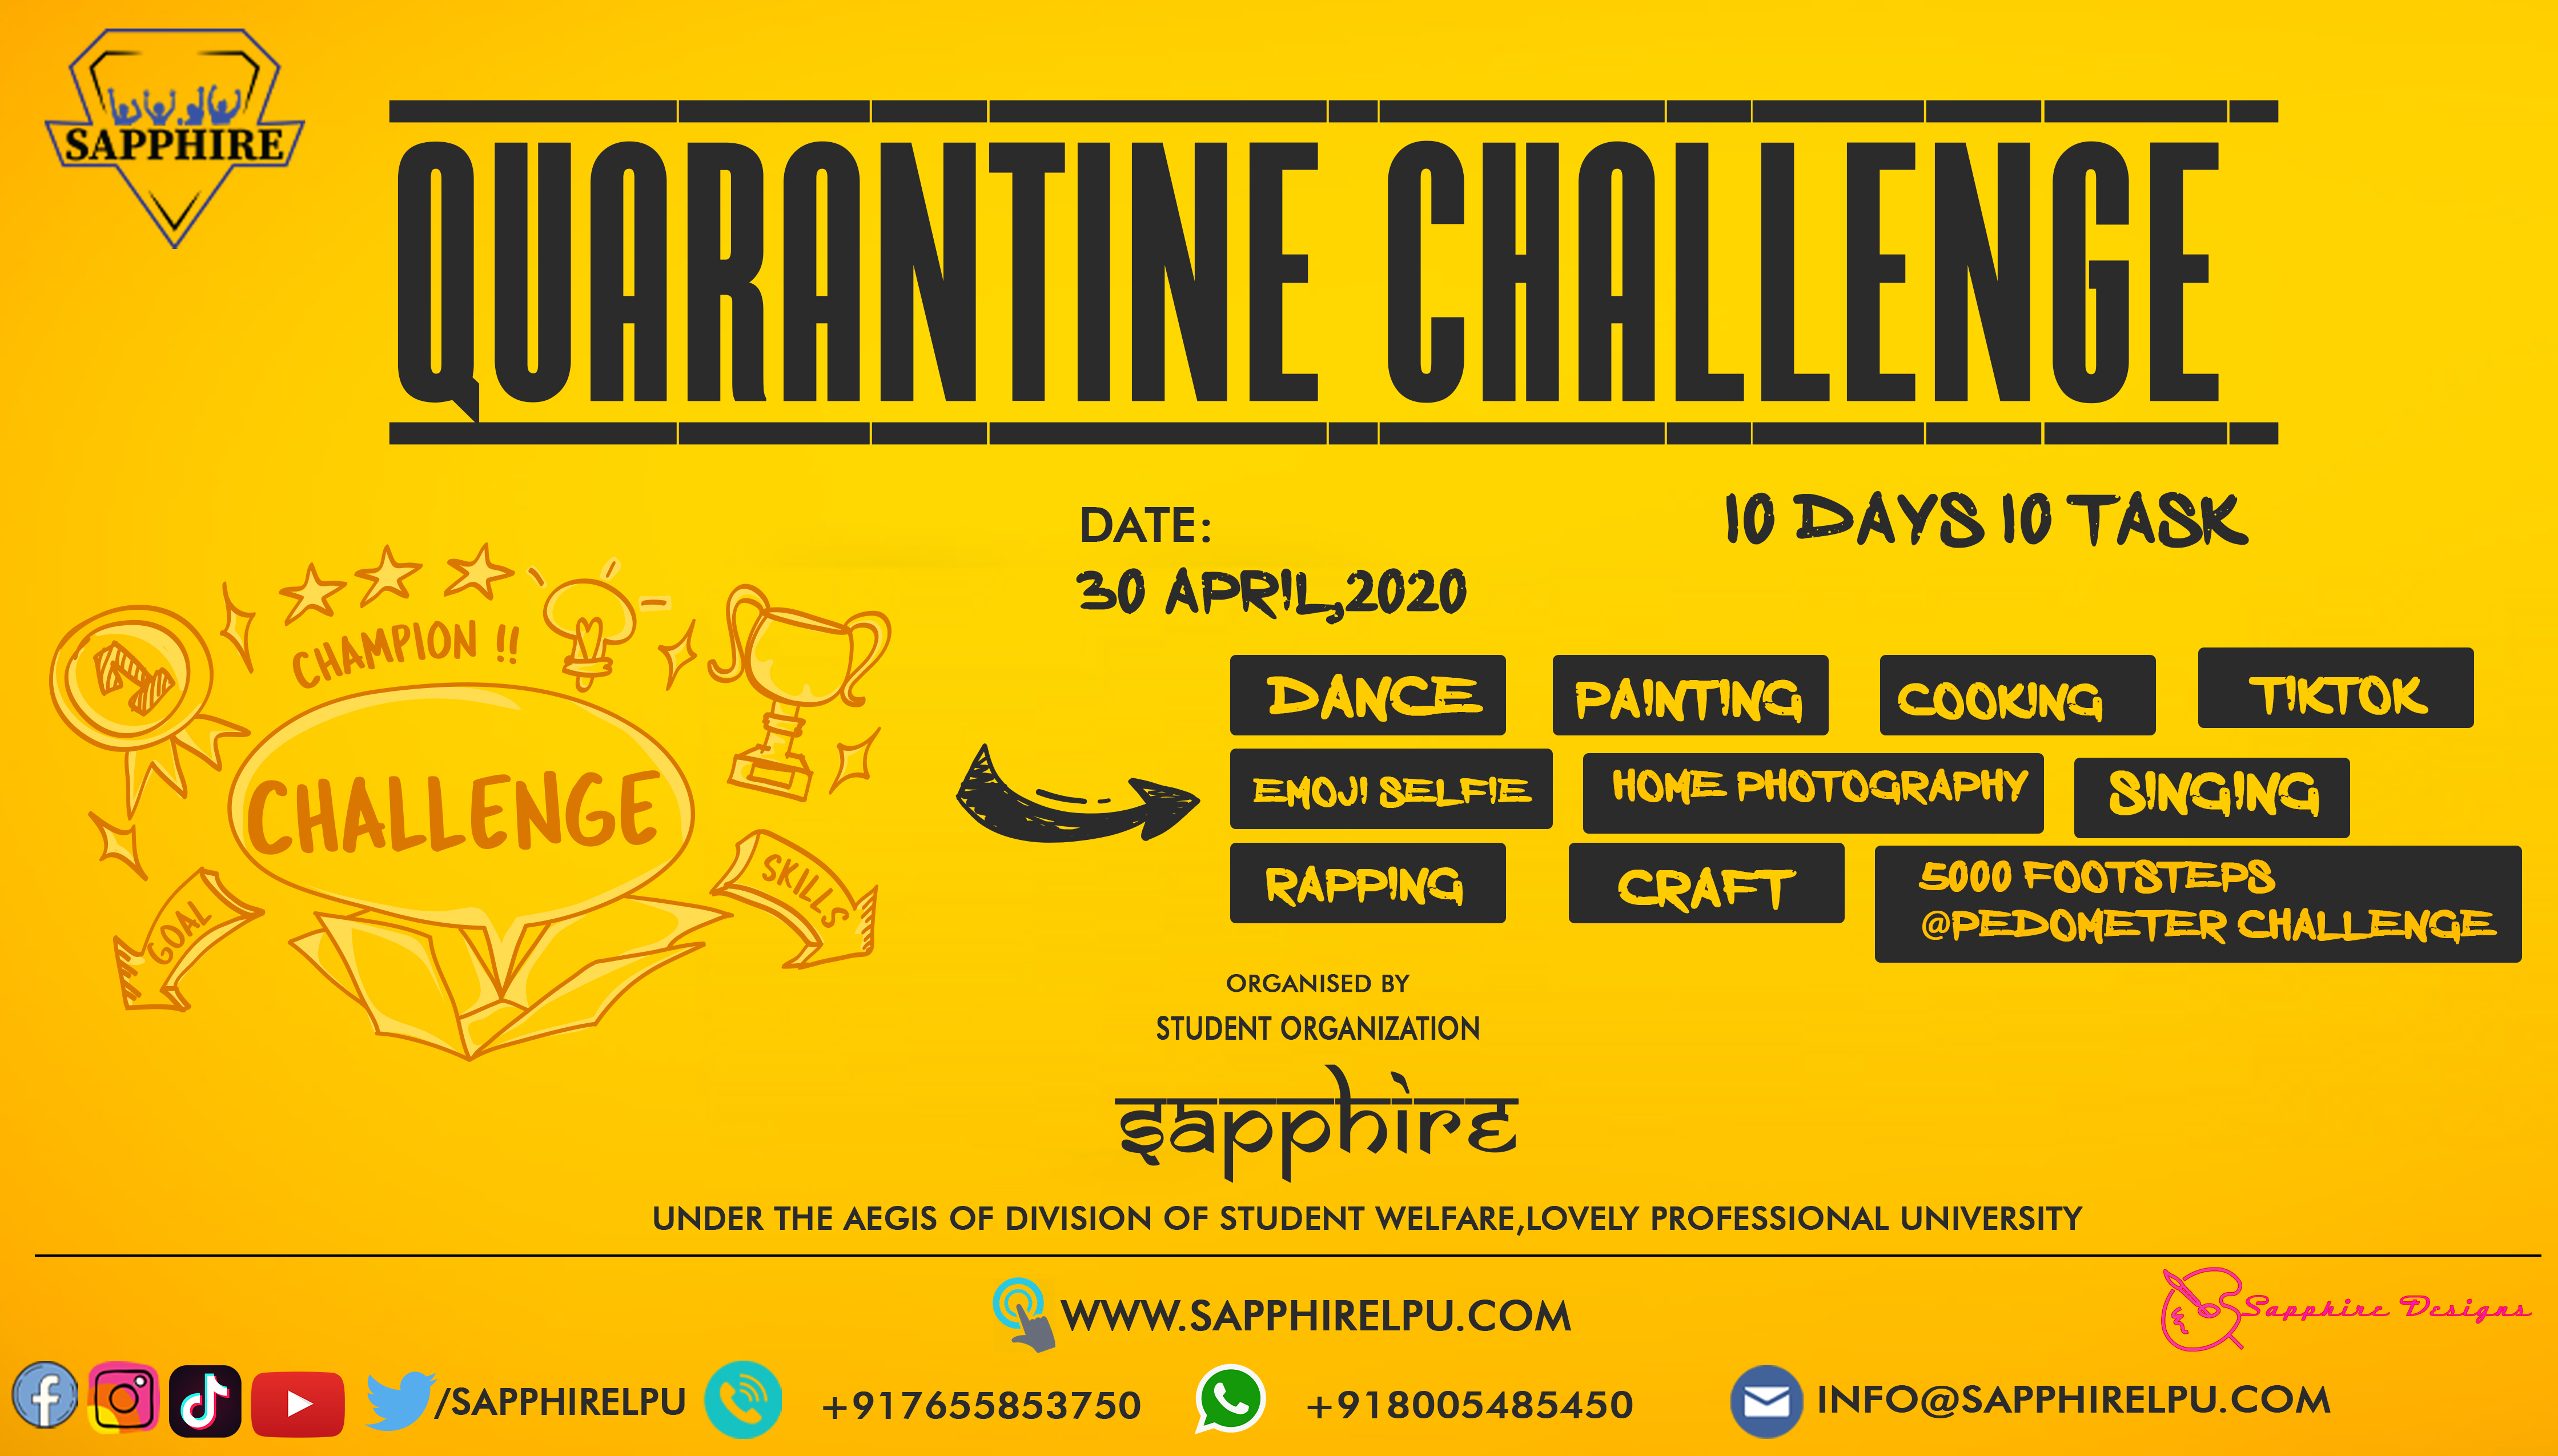 SAPPHIRE
QUARANTINE CHALLENGE
DATE:
30 APRIL,2020
10 DAYS 10 TASK
CHAMPION !!
1
CHALLENGE
GOAL
SKILLS
DANCE
PAINTING
COOKING
TIKTOK
EMOJI SELFIE
HOME PHOTOGRAPHY
SINGING
RAPPING
CRAFT
5000 FOOTSTEPS
@PEDOMETER CHALLENGE
ORGANISED BY
STUDENT ORGANIZATION
sapphire
UNDER THE AEGIS OF DIVISION OF STUDENT WELFARE,LOVELY PROFESSIONAL UNIVERSITY
WWW.SAPPHIRELPU.COM
Sapphire Designs
/SAPPHIRELPU
+917655853750
+918005485450
INFO@SAPPHIRELPU.COM